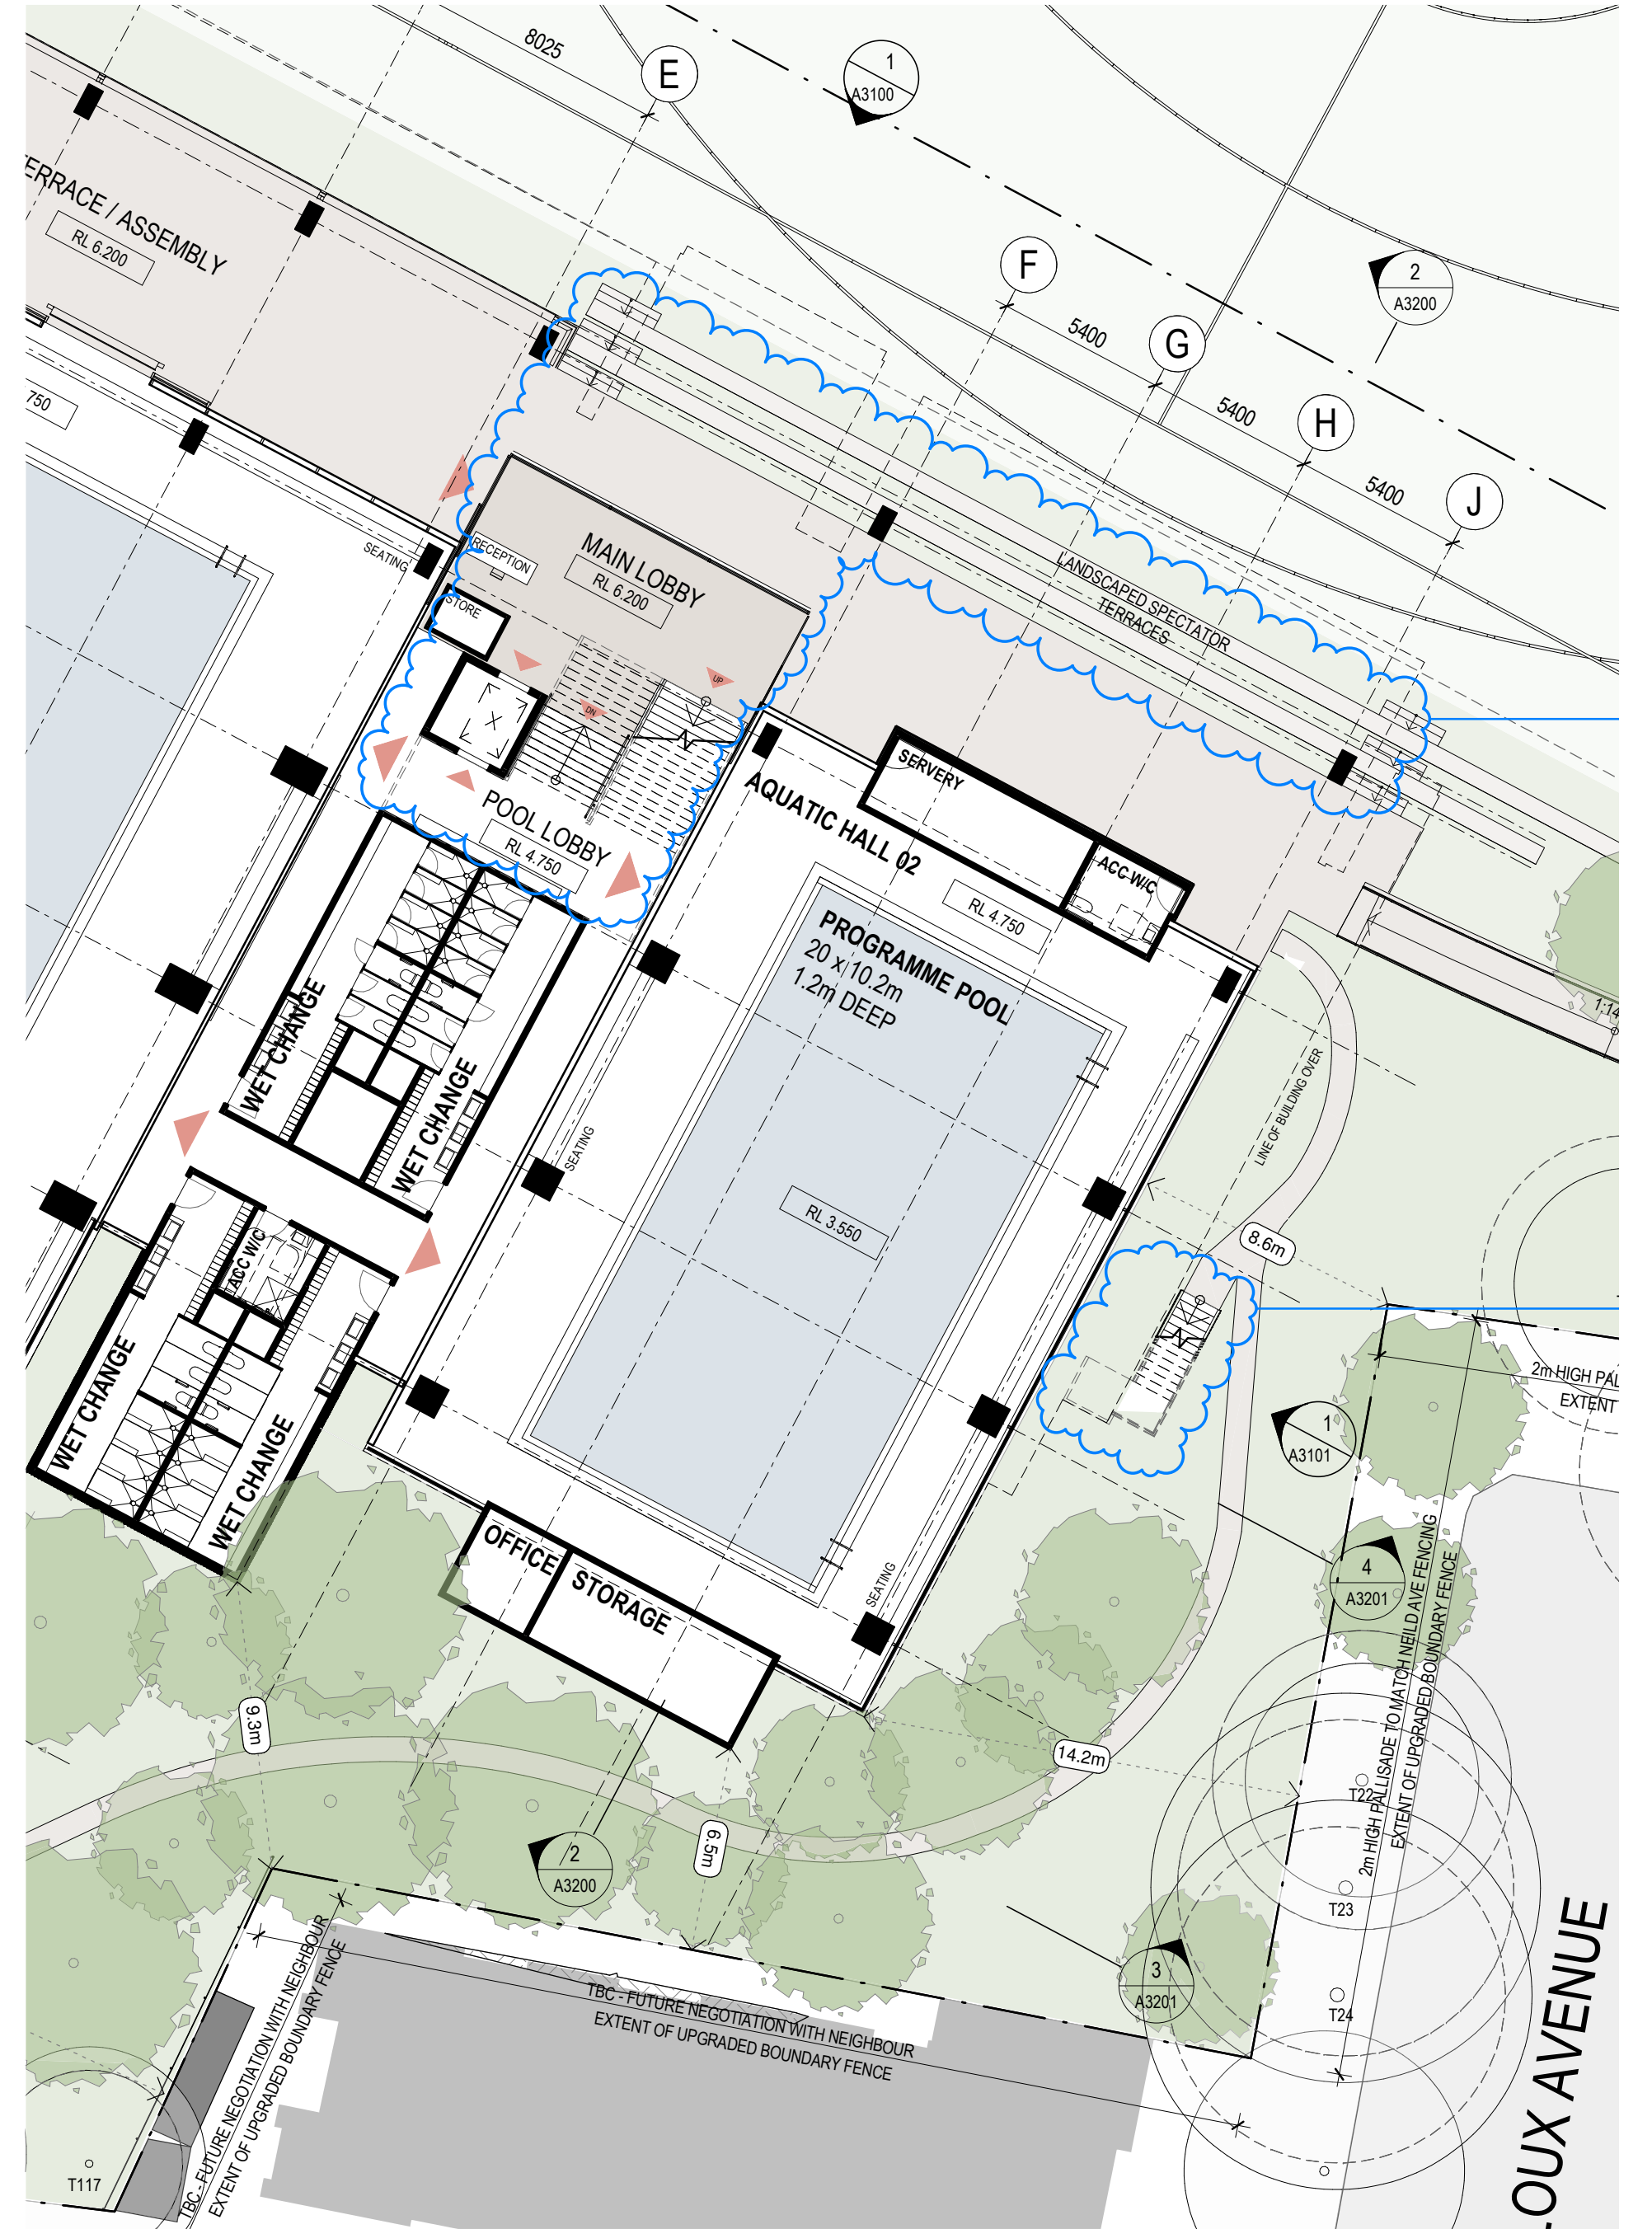 8025
E
1
A3100
ERRACE / ASSEMBLY
RL 6.200
F
2
A3200
5400
G
5400
H
5400
J
750
SEATING
RECEPTION
MAIN LOBBY
RL 6.200
STORE
UP
DN
LANDSCAPED SPECTATOR
TERRACES
POOL LOBBY
RL 4.750
SERVERY
AQUATIC HALL 02
ACC W/C
RL 4.750
PROGRAMME POOL
20 x 10.2m
1.2m DEEP
1:14
WET CHANGE
WET CHANGE
SEATING
LINE OF BUILDING OVER
RL 3.550
8.6m
ACC W/C
WET CHANGE
WET CHANGE
2m HIGH PAL
EXTENT
1
A3101
OFFICE
STORAGE
SEATING
4
A3201
2m HIGH PALLISADE TO MATCH NEILD AVE FENCING
EXTENT OF UPGRADED BOUNDARY FENCE
9.3m
14.2m
6.5m
T22
2
A3200
T23
3
A3201
T24
TBC - FUTURE NEGOTIATION WITH NEIGHBOUR
EXTENT OF UPGRADED BOUNDARY FENCE
TBC - FUTURE NEGOTIATION WITH NEIGHBOUR
EXTENT OF UPGRADED BOUNDARY FENCE
T117
LOUX AVENUE